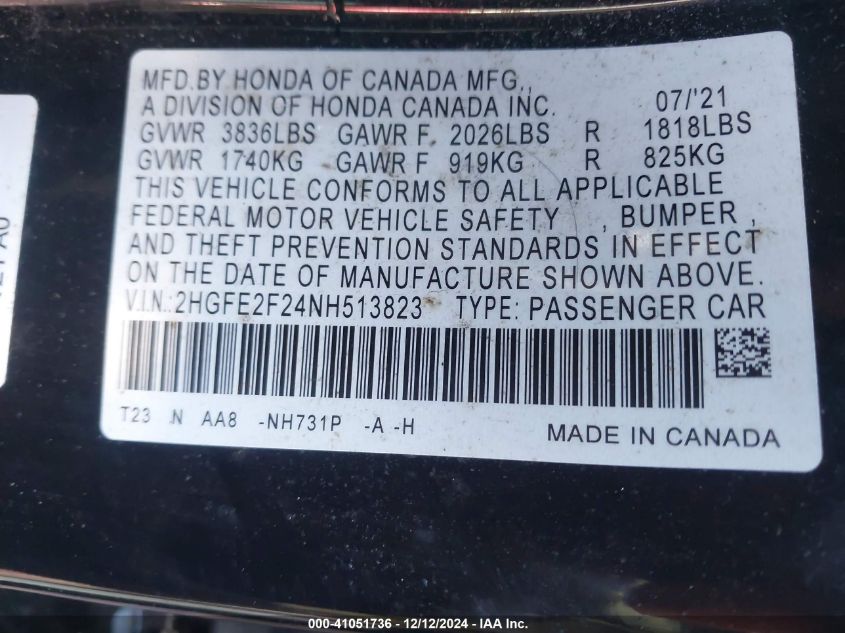 MFD.BY HONDA OF CANADA MFG.,
A DIVISION OF HONDA CANADA INC. 07/'21
GVWR 3836LBS GAWR F 2026LBS R 1818LBS
GVWR 1740KG GAWR F 919KG R 825KG
THIS VEHICLE CONFORMS TO ALL APPLICABLE
FEDERAL MOTOR VEHICLE SAFETY , BUMPER ,
AND THEFT PREVENTION STANDARDS IN EFFECT
ON THE DATE OF MANUFACTURE SHOWN ABOVE.
V.I.N.:2HGFE2F24NH513823 TYPE: PASSENGER CAR
T23 N AA8 -NH731P -A -H
MADE IN CANADA
000-41051736 - 12/12/2024 - IAA Inc.